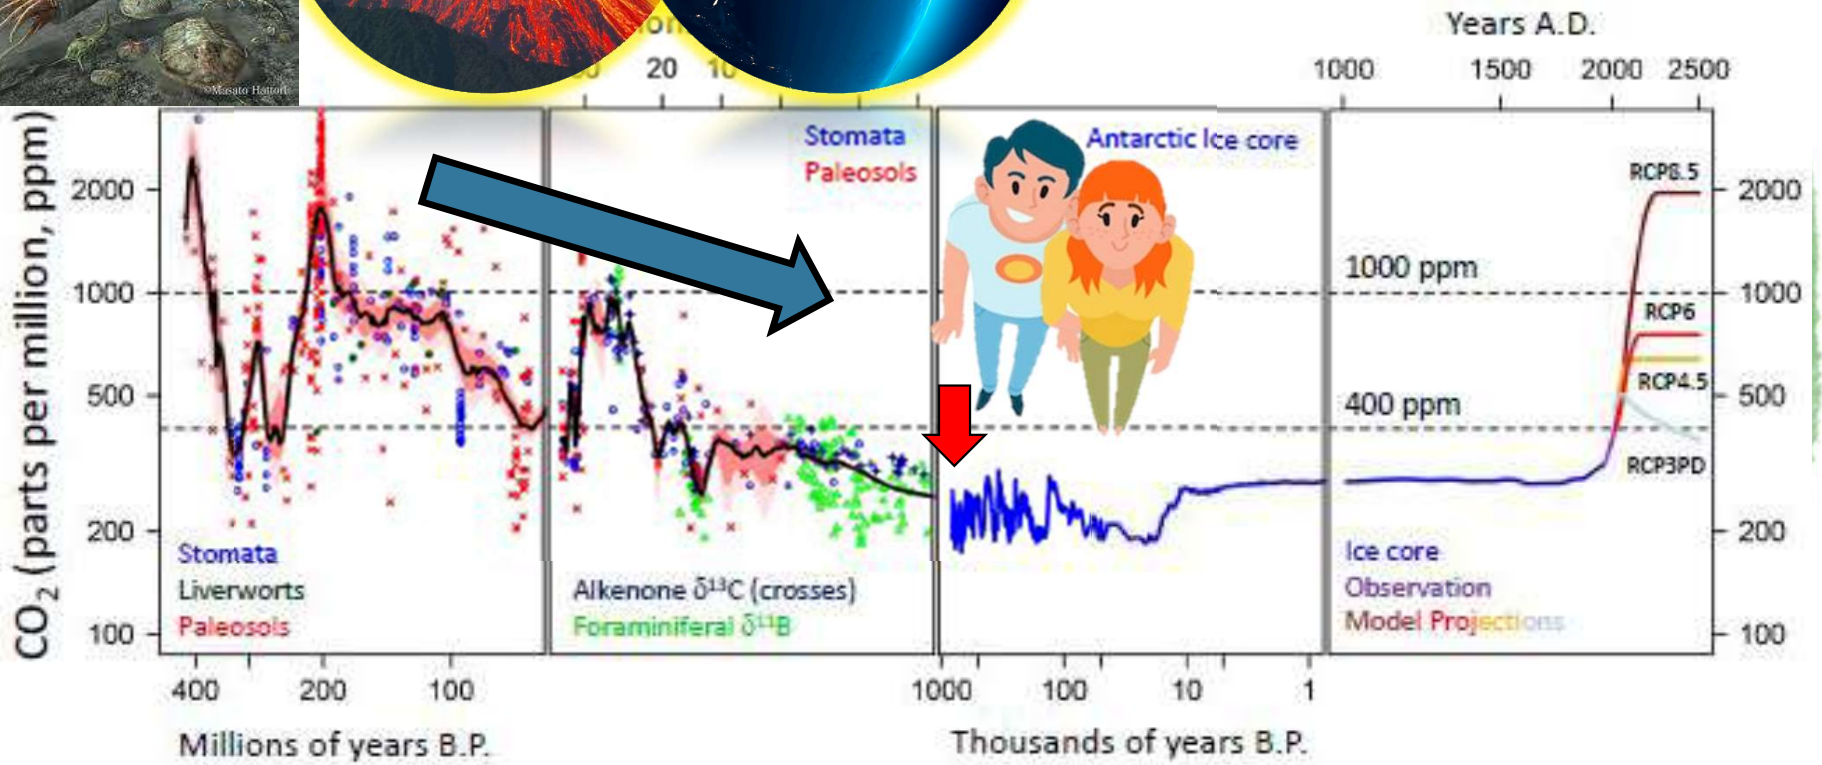 ©Masato Hattori
Years A.D.
20
1000 1500 2000 2500
CO₂ (parts per million, ppm)
2000
1000
500
200
100
Stomata
Liverworts
Paleosols
Stomata
Paleosols
Alkenone δ¹³C (crosses)
Foraminiferal δ¹¹B
Antarctic Ice core
1000 ppm
400 ppm
RCP8.5
RCP6
RCP4.5
RCP3PD
Ice core
Observation
Model Projections
2000
1000
500
200
100
400 200 100
1000 100 10 1
Millions of years B.P.
Thousands of years B.P.